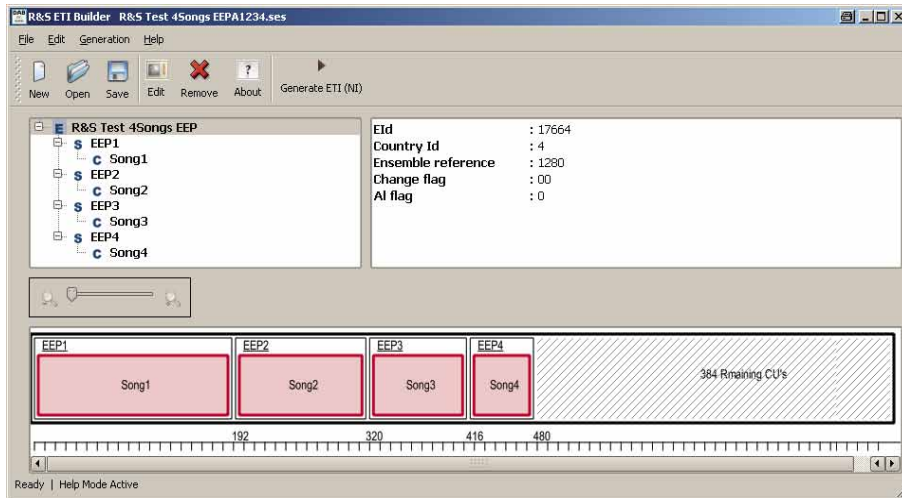 R&S ETI Builder R&S Test 4Songs EEPA1234.ses
File Edit Generation Help
New Open Save Edit Remove About Generate ETI (NI)
E R&S Test 4Songs EEP
S EEP1
C Song1
S EEP2
C Song2
S EEP3
C Song3
S EEP4
C Song4
EId : 17664
Country Id : 4
Ensemble reference : 1280
Change flag : 00
Al flag : 0
EEP1 EEP2 EEP3 EEP4
Song1 Song2 Song3 Song4 384 Rmaining CU's
192 320 416 480
Ready | Help Mode Active